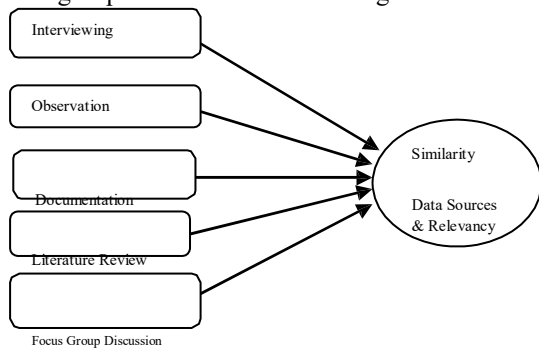 Interviewing
Observation
Similarity
Documentation
Data Sources
& Relevancy
Literature Review
Focus Group Discussion